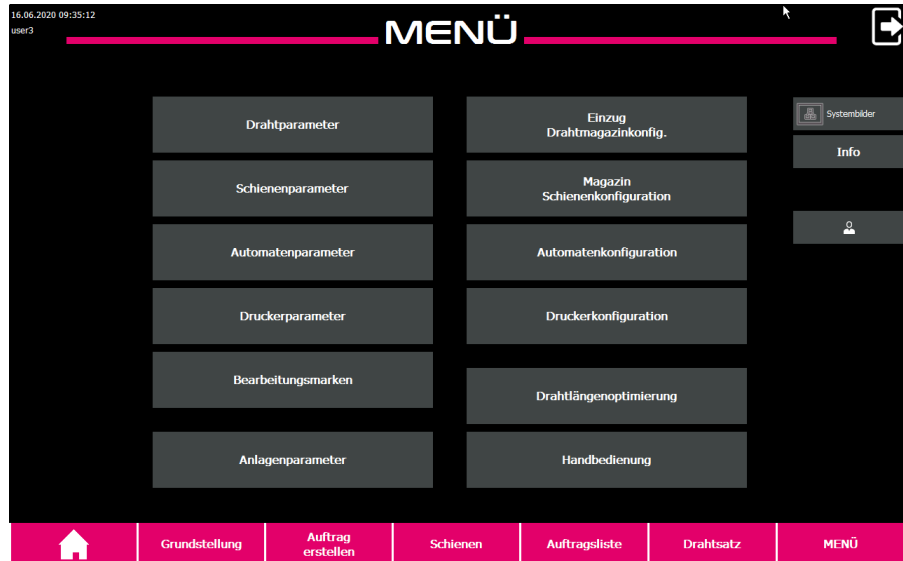 16.06.2020 09:35:12
user3
MENÜ
Drahtparameter
Einzug
Drahtmagazinkonfig.
Systembilder
Info
Schienenparameter
Magazin
Schienenkonfiguration
Automatenparameter
Automatenkonfiguration
Druckerparameter
Druckerkonfiguration
Bearbeitungsmarken
Drahtlängenoptimierung
Anlagenparameter
Handbedienung
Grundstellung
Auftrag
erstellen
Schienen
Auftragsliste
Drahtsatz
MENÜ